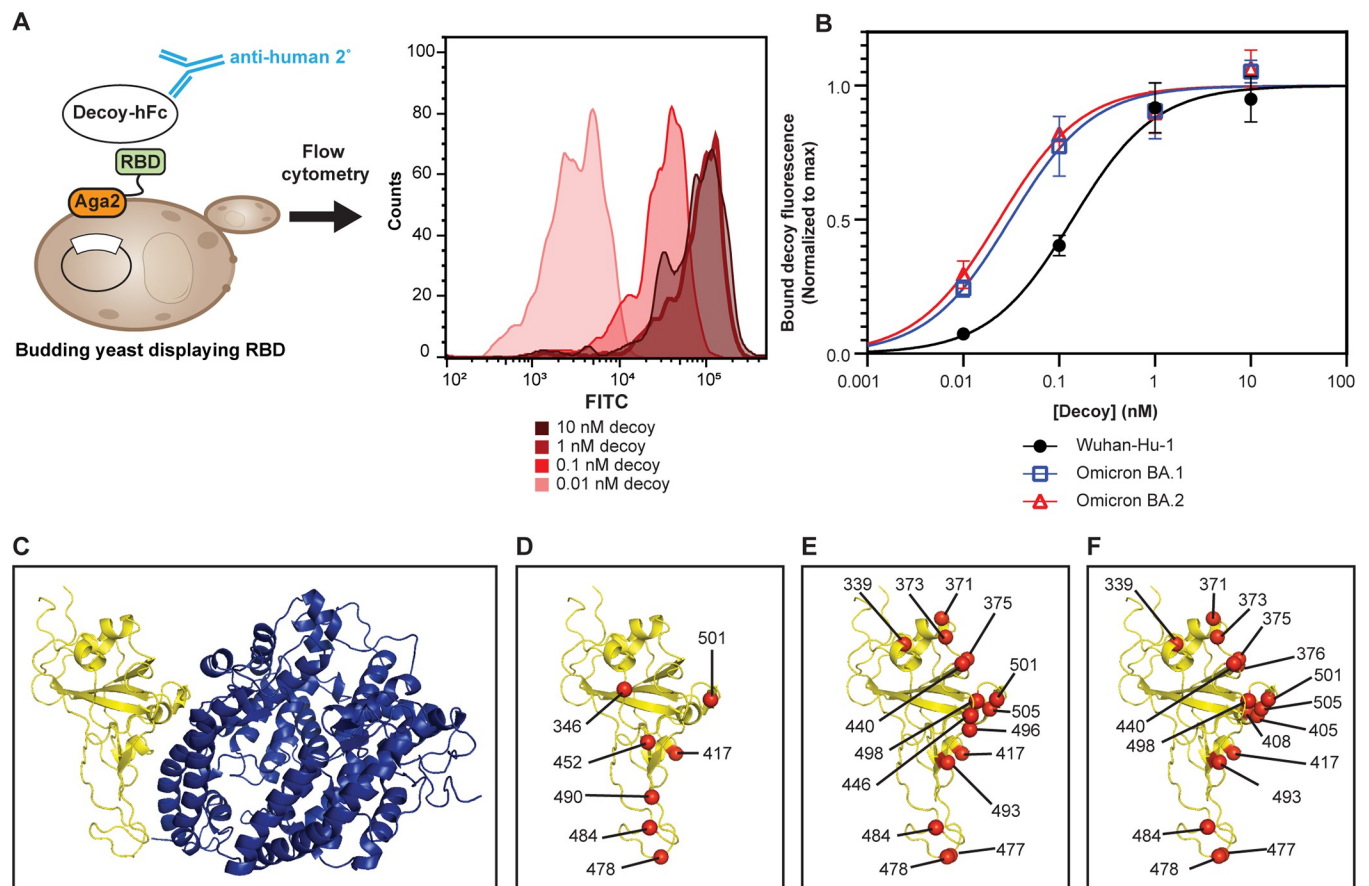 A
anti-human 2°
Decoy-hFc
RBD
Aga2
Flow
cytometry
Budding yeast displaying RBD
Counts
100
80
60
40
20
0
10²
10³
10⁴
10⁵
FITC
10 nM decoy
1 nM decoy
0.1 nM decoy
0.01 nM decoy
B
Bound decoy fluorescence
(Normalized to max)
1.0
0.5
0.0
0.001
0.01
0.1
1
10
100
[Decoy] (nM)
Wuhan-Hu-1
Omicron BA.1
Omicron BA.2
C
D
501
346
452
417
490
484
478
E
339
373
371
375
501
440
505
498
496
446
417
493
484
477
478
F
339
371
373
375
376
501
440
505
498
408
405
417
493
484
477
478